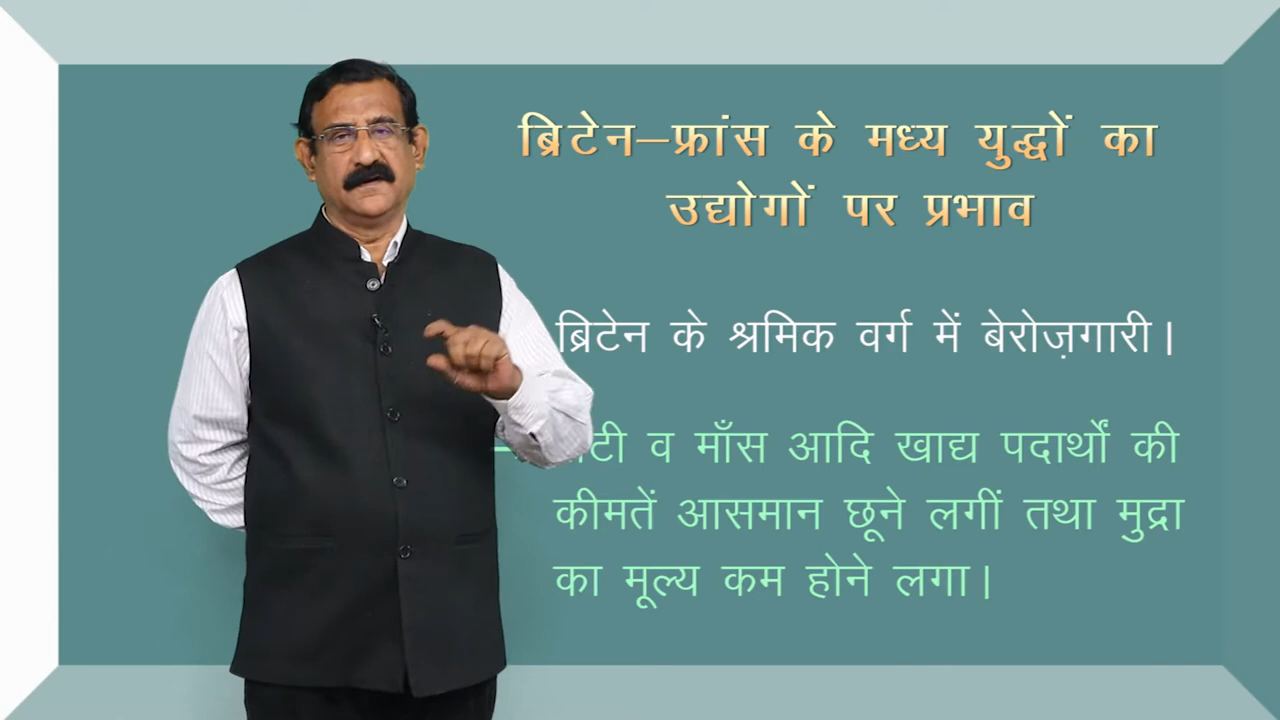 ब्रिटेन–फ्रांस के मध्य युद्धों का
उद्योगों पर प्रभाव
ब्रिटेन के श्रमिक वर्ग में बेरोज़गारी।
व माँस आदि खाद्य पदार्थों की
कीमतें आसमान छूने लगीं तथा मुद्रा
का मूल्य कम होने लगा।